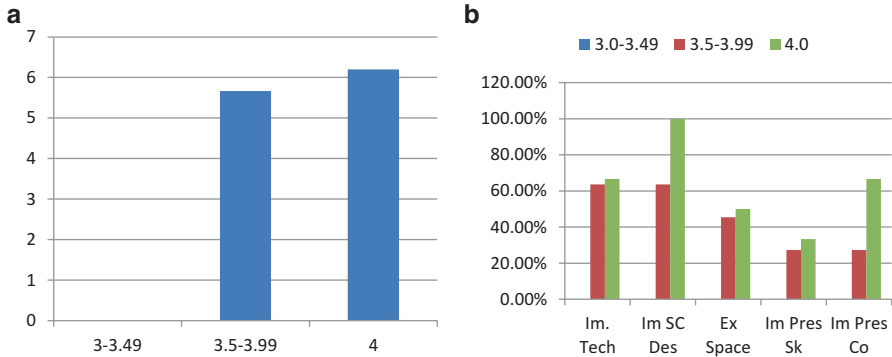 a
7
6
5
4
3
2
1
0
3-3.49 3.5-3.99 4
b
3.0-3.49 3.5-3.99 4.0
120.00%
100.00%
80.00%
60.00%
40.00%
20.00%
0.00%
Im. Im SC Ex Im Pres Im Pres
Tech Des Space Sk Co